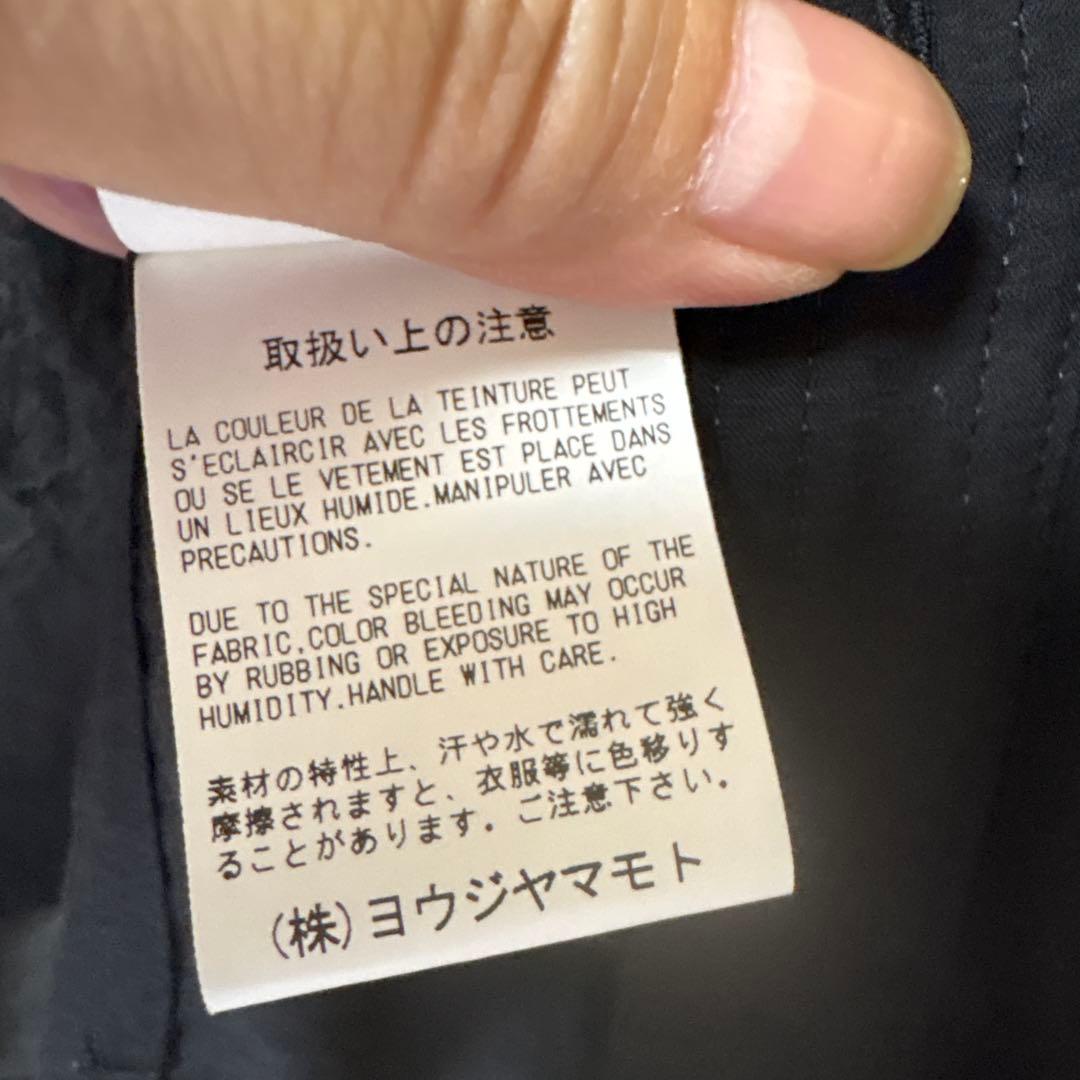 取扱い上の注意
LA COULEUR DE LA TEINTURE PEUT
S'ECLAIRCIR AVEC LES FROTTEMENTS
OU SE LE VETEMENT EST PLACE DANS
UN LIEUX HUMIDE.MANIPULER AVEC
PRECAUTIONS.
DUE TO THE SPECIAL NATURE OF THE
FABRIC,COLOR BLEEDING MAY OCCUR
BY RUBBING OR EXPOSURE TO HIGH
HUMIDITY.HANDLE WITH CARE.
素材の特性上、汗や水で濡れて強く
摩擦されますと、衣服等に色移りす
ることがあります。ご注意下さい。
(株)ヨウジヤマモト